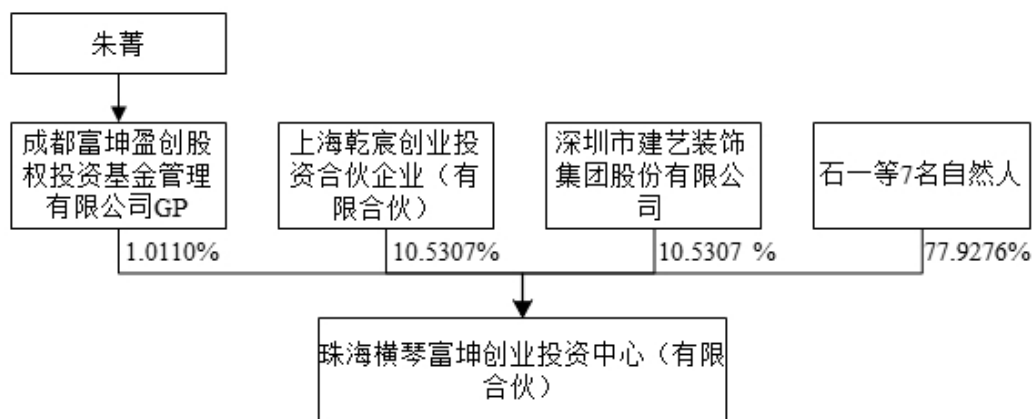 朱菁
成都富坤盈创股
权投资基金管理
有限公司GP
上海乾宸创业投
资合伙企业（有
限合伙）
深圳市建艺装饰
集团股份有限公
司
石一等7名自然人
1.0110%
10.5307%
10.5307 %
77.9276%
珠海横琴富坤创业投资中心（有限
合伙）